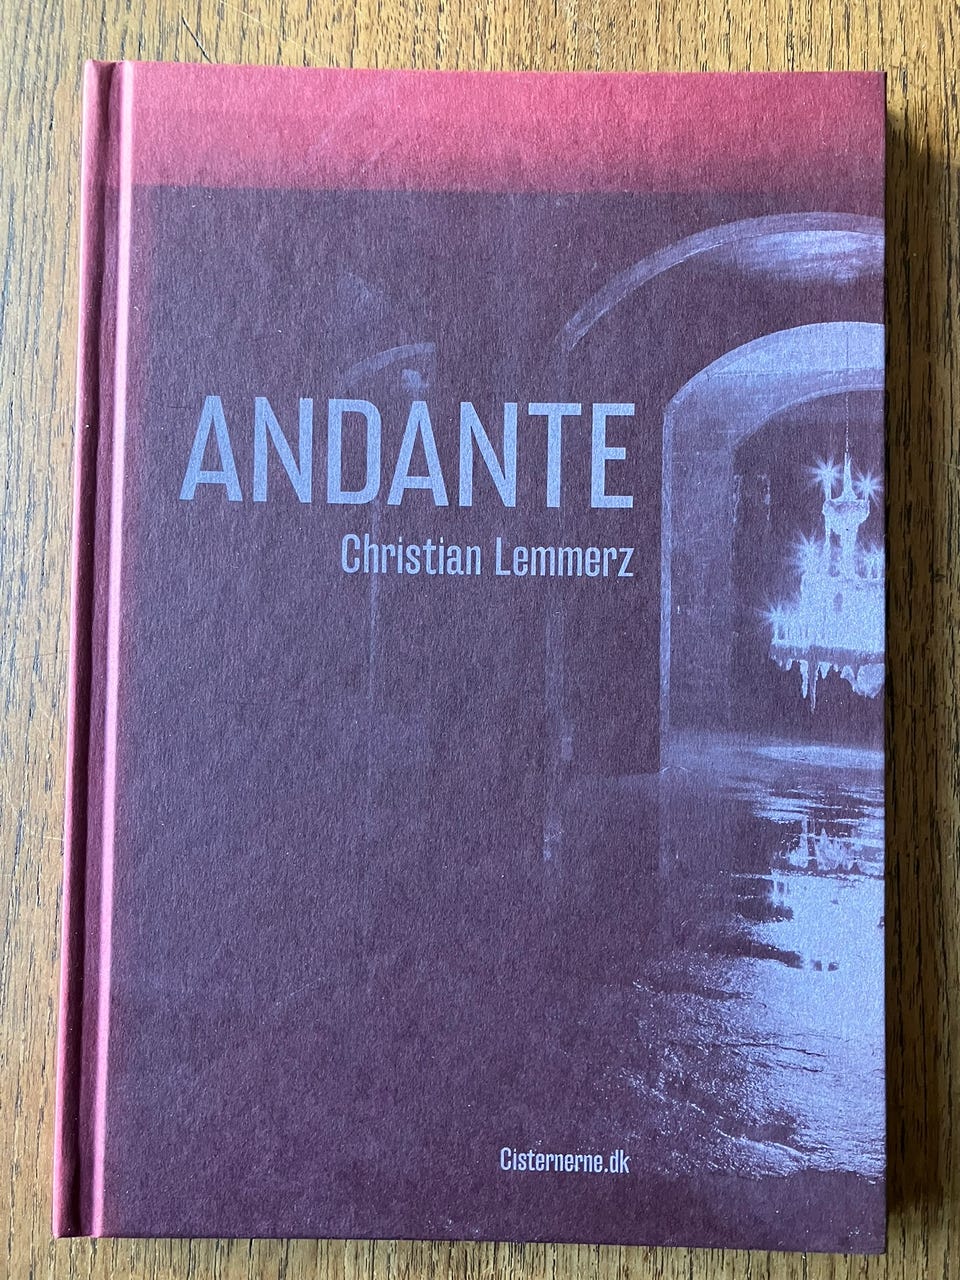 ANDANTE
Christian Lemmerz
Cisternerne.dk